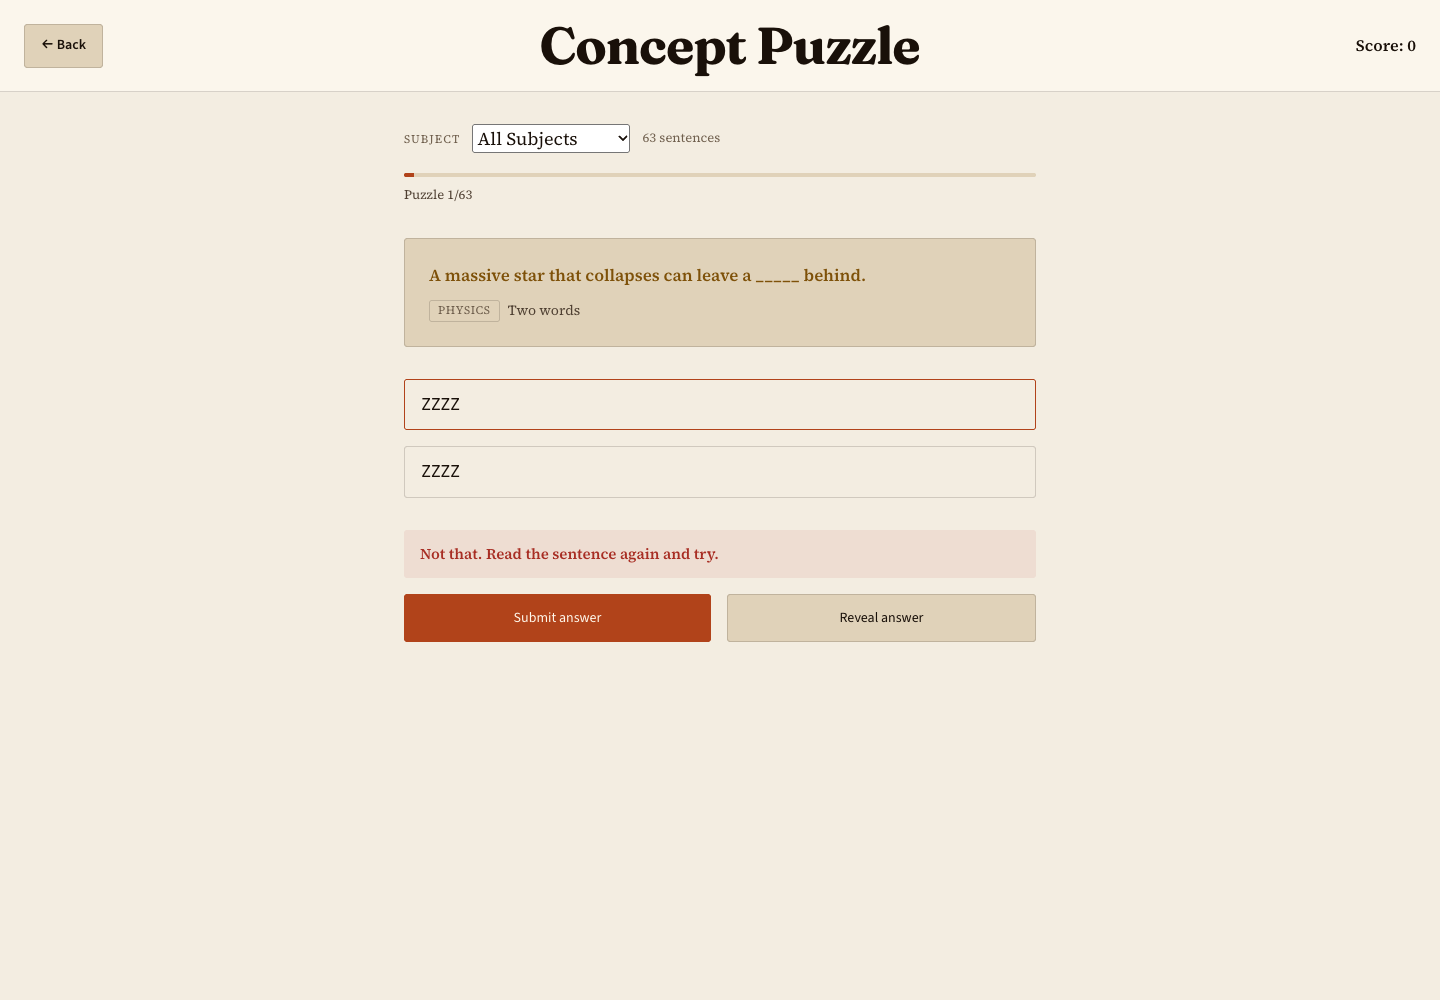 ← Back
Concept Puzzle
Score: 0
SUBJECT All Subjects 63 sentences
Puzzle 1/63
A massive star that collapses can leave a _____ behind.
PHYSICS Two words
ZZZZ
ZZZZ
Not that. Read the sentence again and try.
Submit answer Reveal answer